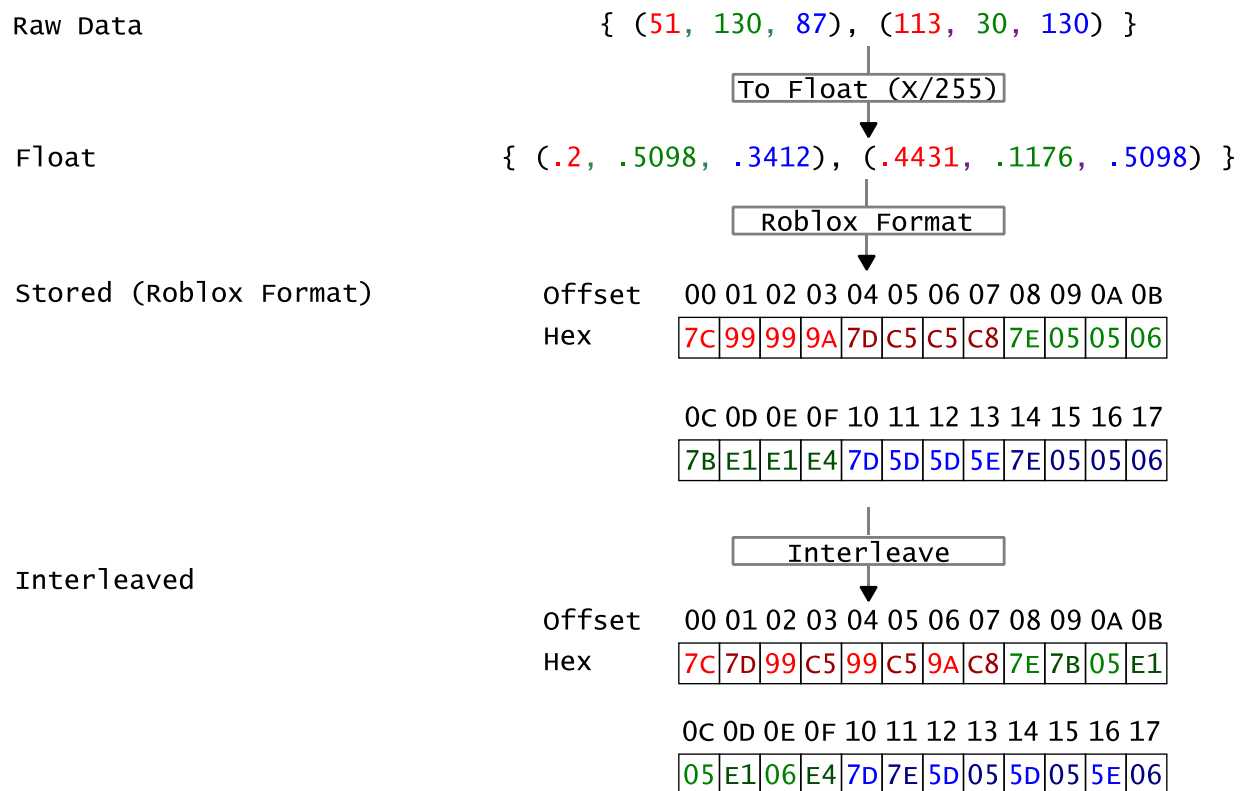 Raw Data { (51, 130, 87), (113, 30, 130) }
To Float (X/255)
Float { (.2, .5098, .3412), (.4431, .1176, .5098) }
Roblox Format
Stored (Roblox Format) Offset 00 01 02 03 04 05 06 07 08 09 0A 0B
Hex 7C 99 99 9A 7D C5 C5 C8 7E 05 05 06
0C 0D 0E 0F 10 11 12 13 14 15 16 17
7B E1 E1 E4 7D 5D 5D 5E 7E 05 05 06
Interleave
Interleaved
Offset 00 01 02 03 04 05 06 07 08 09 0A 0B
Hex 7C 7D 99 C5 99 C5 9A C8 7E 7B 05 E1
0C 0D 0E 0F 10 11 12 13 14 15 16 17
05 E1 06 E4 7D 7E 5D 05 5D 05 5E 06